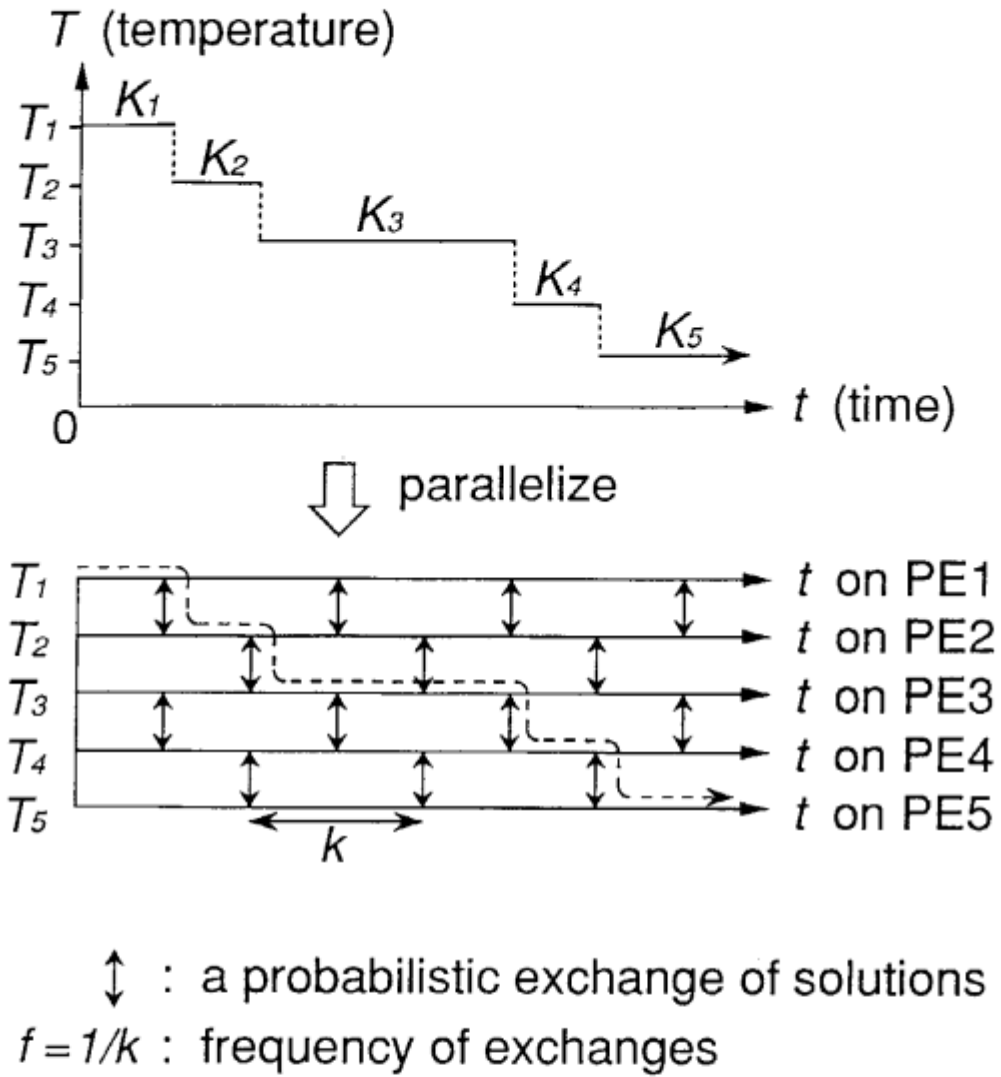 T (temperature)
K1
T1
K2
T2
K3
T3
K4
T4
K5
T5
0
t (time)
parallelize
T1
t on PE1
T2
t on PE2
T3
t on PE3
T4
t on PE4
T5
t on PE5
k
: a probabilistic exchange of solutions
f = 1/k : frequency of exchanges